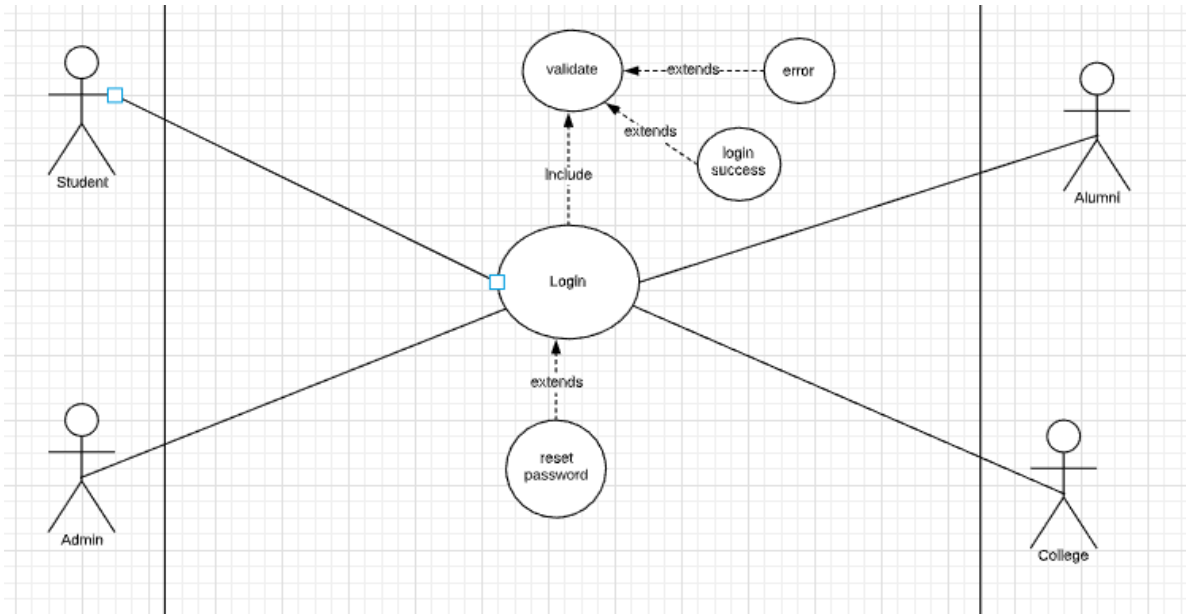 validate
extends
error
extends
login
success
Include
Student
Alumni
Login
extends
reset
password
Admin
College